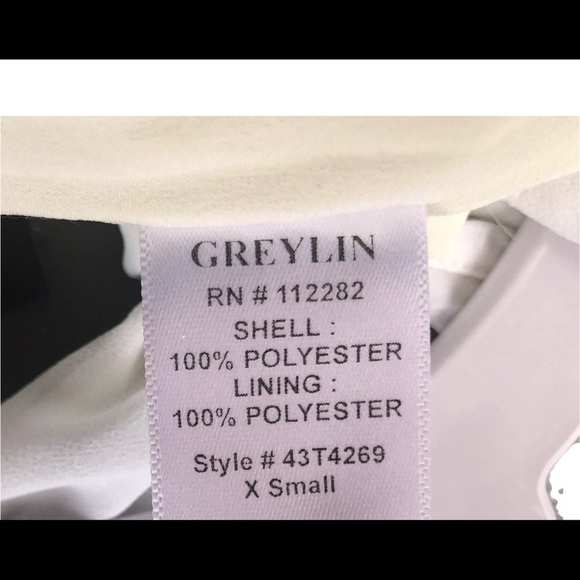 GREYLIN
RN # 112282
SHELL :
100% POLYESTER
LINING :
100% POLYESTER
Style # 43T4269
X Small